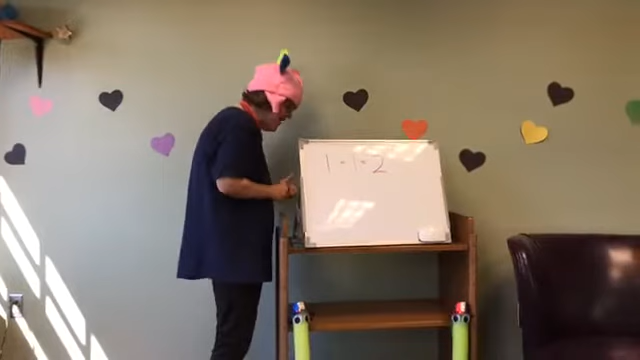 1 + 1 = 2